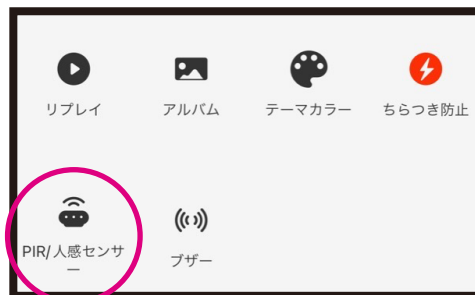 リプレイ
アルバム
テーマカラー
ちらつき防止
PIR/人感センサ
ー
ブザー